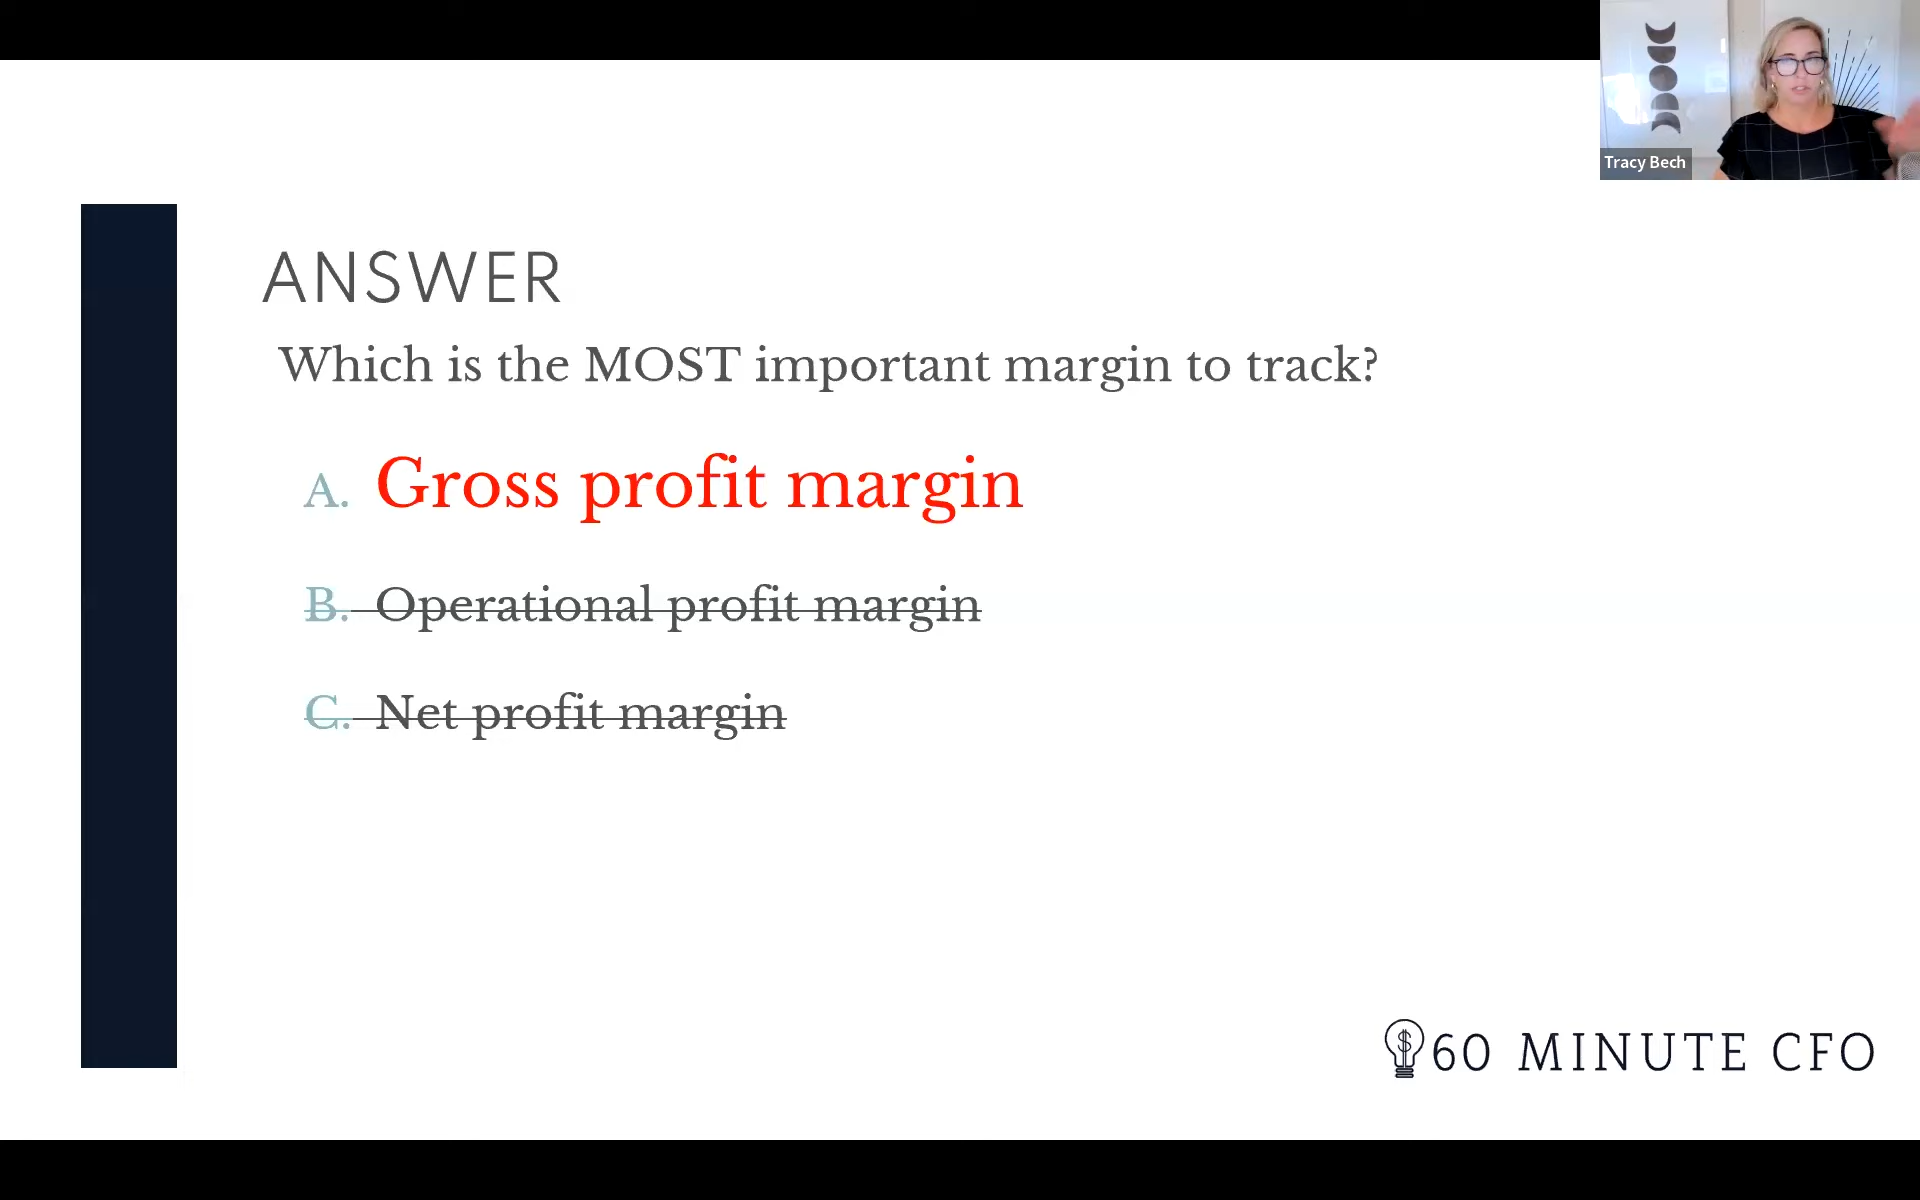 Tracy Bech
ANSWER
Which is the MOST important margin to track?
A. Gross profit margin
B. Operational profit margin
C. Net profit margin
$60 MINUTE CFO